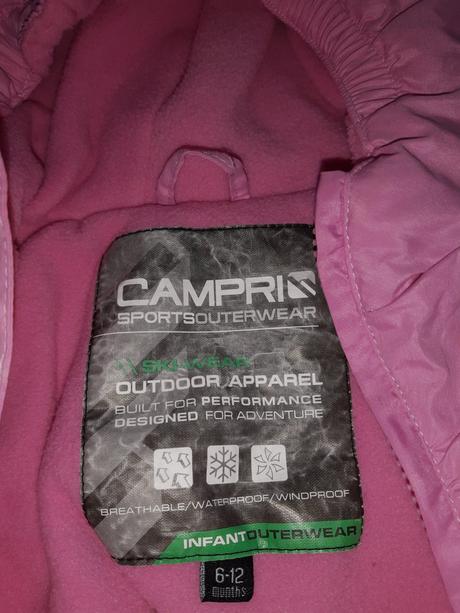 CAMPRI
SPORTSOUTERWEAR
SKI-WEAR
OUTDOOR APPAREL
BUILT FOR PERFORMANCE
DESIGNED FOR ADVENTURE
BREATHABLE/WATERPROOF/WINDPROOF
INFANTOUTERWEAR
6-12
months